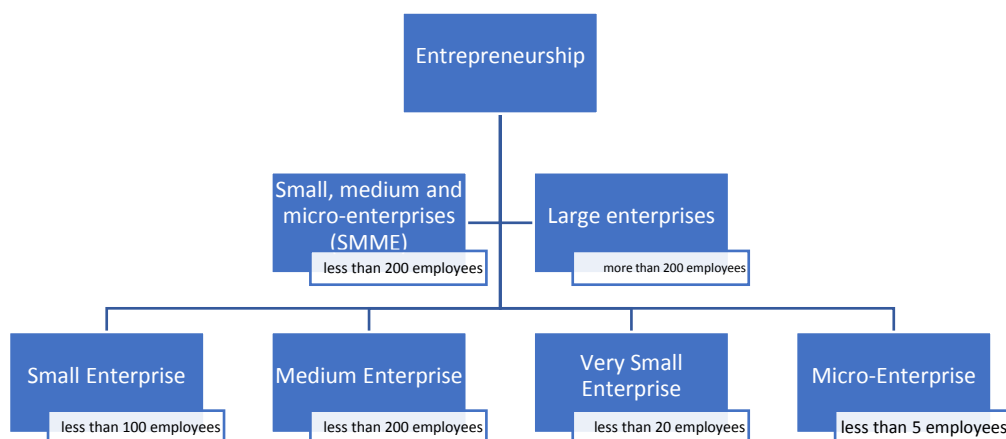 Entrepreneurship
Small, medium and
micro-enterprises
(SMME)
less than 200 employees
Large enterprises
more than 200 employees
Small Enterprise
less than 100 employees
Medium Enterprise
less than 200 employees
Very Small
Enterprise
less than 20 employees
Micro-Enterprise
less than 5 employees